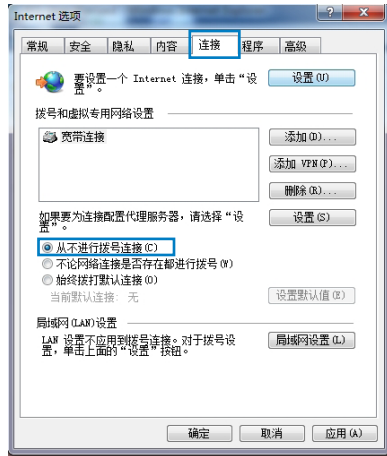 Internet 选项
常规 安全 隐私 内容 连接 程序 高级
要设置一个 Internet 连接，单击“设
置”。
设置(U)
拨号和虚拟专用网络设置
宽带连接
添加(D)...
添加 VPN(P)...
删除(R)...
如果要为连接配置代理服务器，请选择“设
置”。
设置(S)
从不进行拨号连接(C)
不论网络连接是否存在都进行拨号(W)
始终拨打默认连接(O)
当前默认连接: 无
设置默认值(E)
局域网(LAN)设置
LAN 设置不应用到拨号连接。对于拨号设
置，单击上面的“设置”按钮。
局域网设置(L)
确定 取消 应用(A)